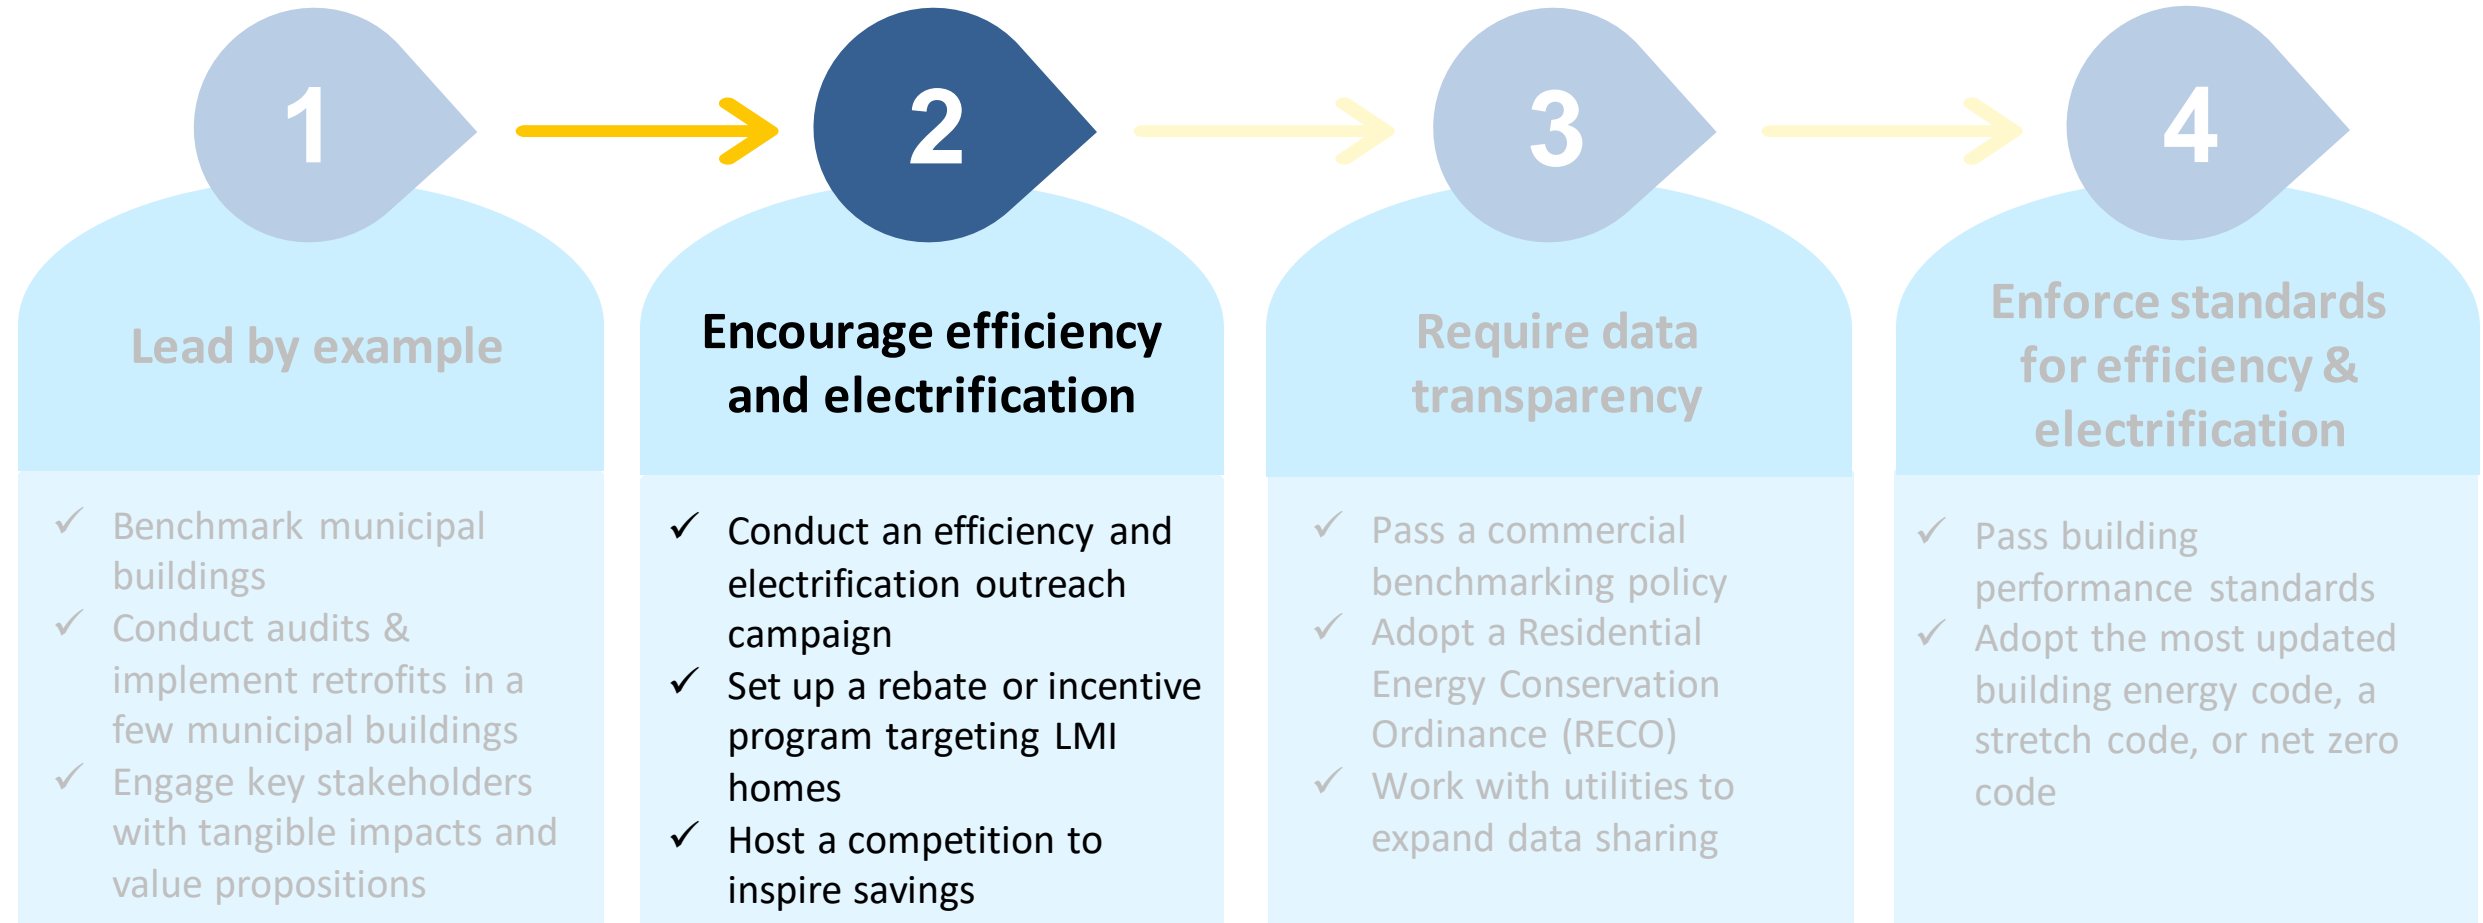 1
Lead by example
✓ Benchmark municipal
buildings
✓ Conduct audits &
implement retrofits in a
few municipal buildings
✓ Engage key stakeholders
with tangible impacts and
value propositions
2
Encourage efficiency
and electrification
✓ Conduct an efficiency and
electrification outreach
campaign
✓ Set up a rebate or incentive
program targeting LMI
homes
✓ Host a competition to
inspire savings
3
Require data
transparency
✓ Pass a commercial
benchmarking policy
✓ Adopt a Residential
Energy Conservation
Ordinance (RECO)
✓ Work with utilities to
expand data sharing
4
Enforce standards
for efficiency &
electrification
✓ Pass building
performance standards
✓ Adopt the most updated
building energy code, a
stretch code, or net zero
code